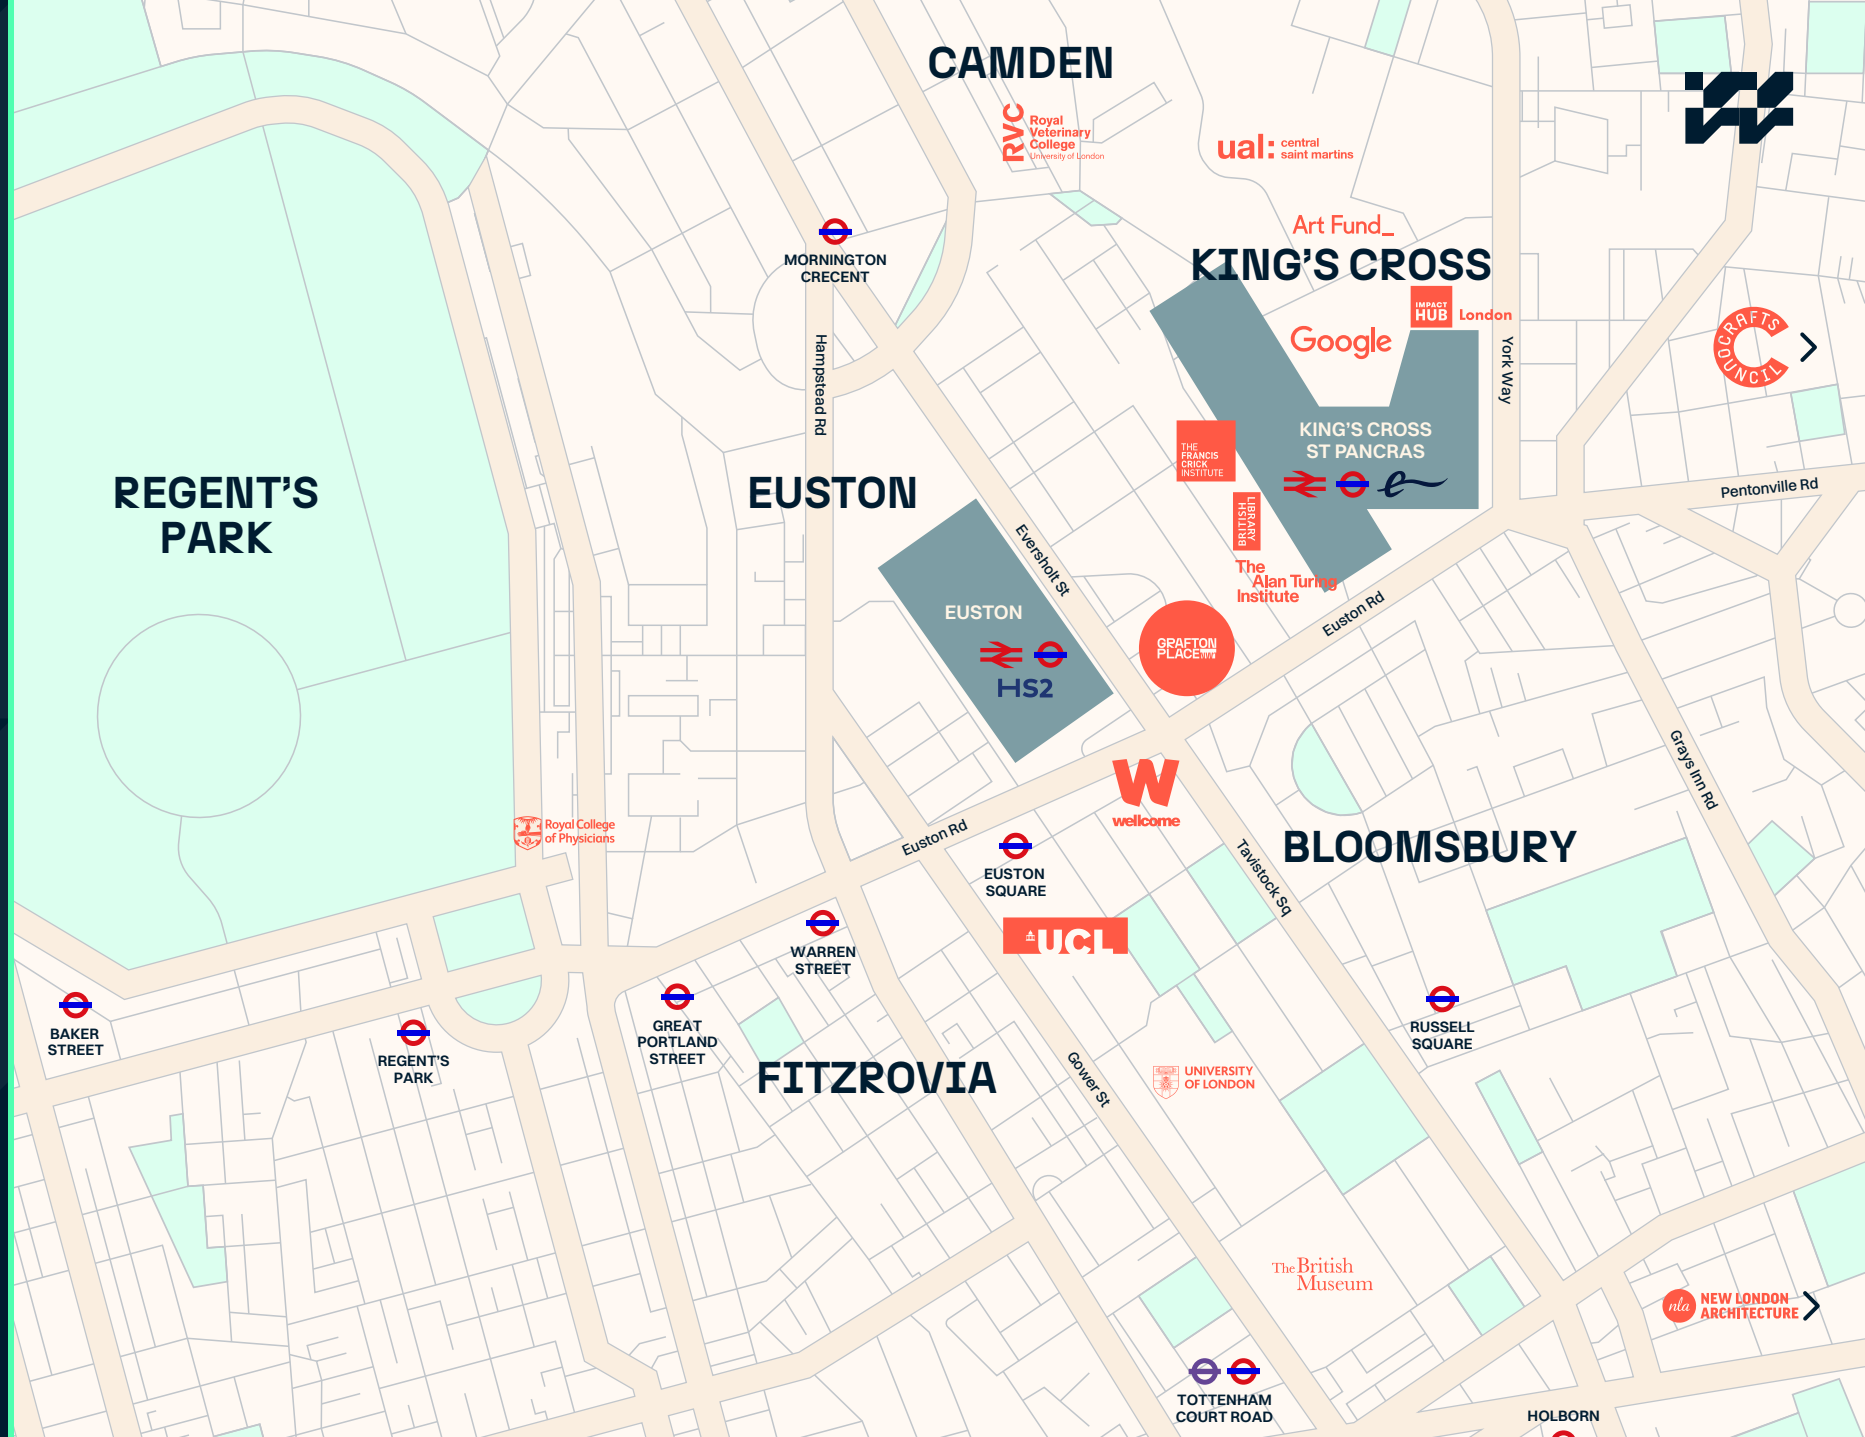 CAMDEN
RVC
Royal
Veterinary
College
University of London
ual:
central
saint martins
Art Fund_
KING'S CROSS
MORNINGTON
CRECENT
IMPACT
HUB
London
Google
CRAFTS
COUNCIL
Hampstead Rd
York Way
KING'S CROSS
ST PANCRAS
THE
FRANCIS
CRICK
INSTITUTE
REGENT'S
PARK
EUSTON
Pentonville Rd
BRITISH
LIBRARY
Eversholt St
The
Alan Turing
Institute
EUSTON
HS2
Euston Rd
GRAFTON
PLACE NW1
Grays Inn Rd
wellcome
Royal College
of Physicians
Euston Rd
EUSTON
SQUARE
Tavistock Sq
BLOOMSBURY
UCL
WARREN
STREET
BAKER
STREET
REGENT'S
PARK
GREAT
PORTLAND
STREET
RUSSELL
SQUARE
FITZROVIA
Gower St
UNIVERSITY
OF LONDON
The British
Museum
nla
NEW LONDON
ARCHITECTURE
TOTTENHAM
COURT ROAD
HOLBORN